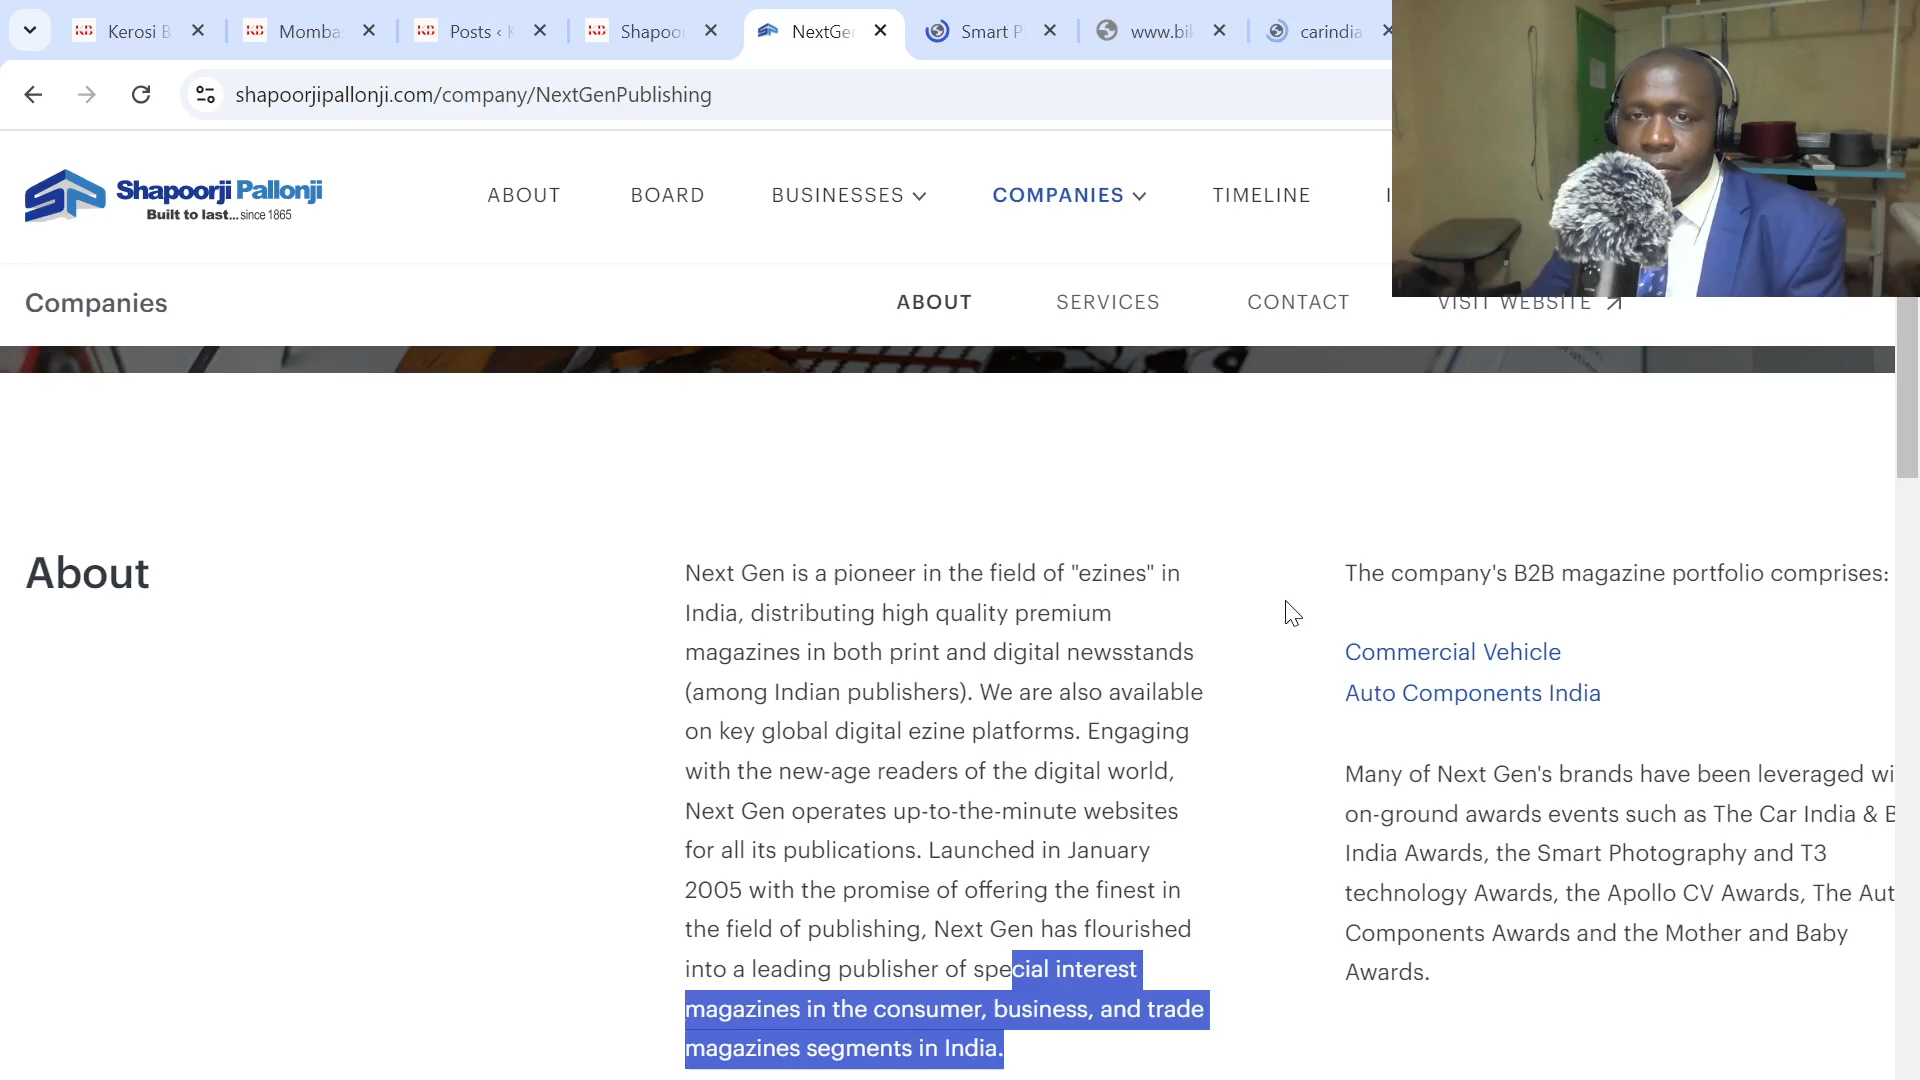 Kerosi B
Momba
Posts ‹ K
Shapoor
NextGe
Smart P
www.bi
carindia
shapoorjipallonji.com/company/NextGenPublishing
Shapoorji Pallonji
Built to last...since 1865
ABOUT
BOARD
BUSINESSES
COMPANIES
TIMELINE
Companies
ABOUT
SERVICES
CONTACT
VISIT WEBSITE
About
Next Gen is a pioneer in the field of "ezines" in
India, distributing high quality premium
magazines in both print and digital newsstands
(among Indian publishers). We are also available
on key global digital ezine platforms. Engaging
with the new-age readers of the digital world,
Next Gen operates up-to-the-minute websites
for all its publications. Launched in January
2005 with the promise of offering the finest in
the field of publishing, Next Gen has flourished
into a leading publisher of special interest
magazines in the consumer, business, and trade
magazines segments in India.
The company's B2B magazine portfolio comprises:
Commercial Vehicle
Auto Components India
Many of Next Gen's brands have been leveraged wi
on-ground awards events such as The Car India & B
India Awards, the Smart Photography and T3
technology Awards, the Apollo CV Awards, The Aut
Components Awards and the Mother and Baby
Awards.